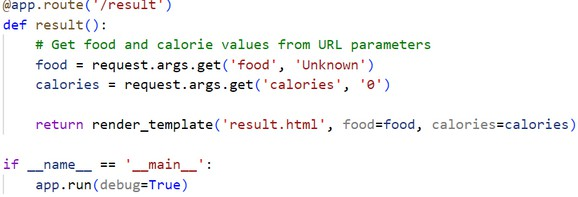 @app.route('/result')
def result():
    # Get food and calorie values from URL parameters
    food = request.args.get('food', 'Unknown')
    calories = request.args.get('calories', '0')

    return render_template('result.html', food=food, calories=calories)

if __name__ == '__main__':
    app.run(debug=True)